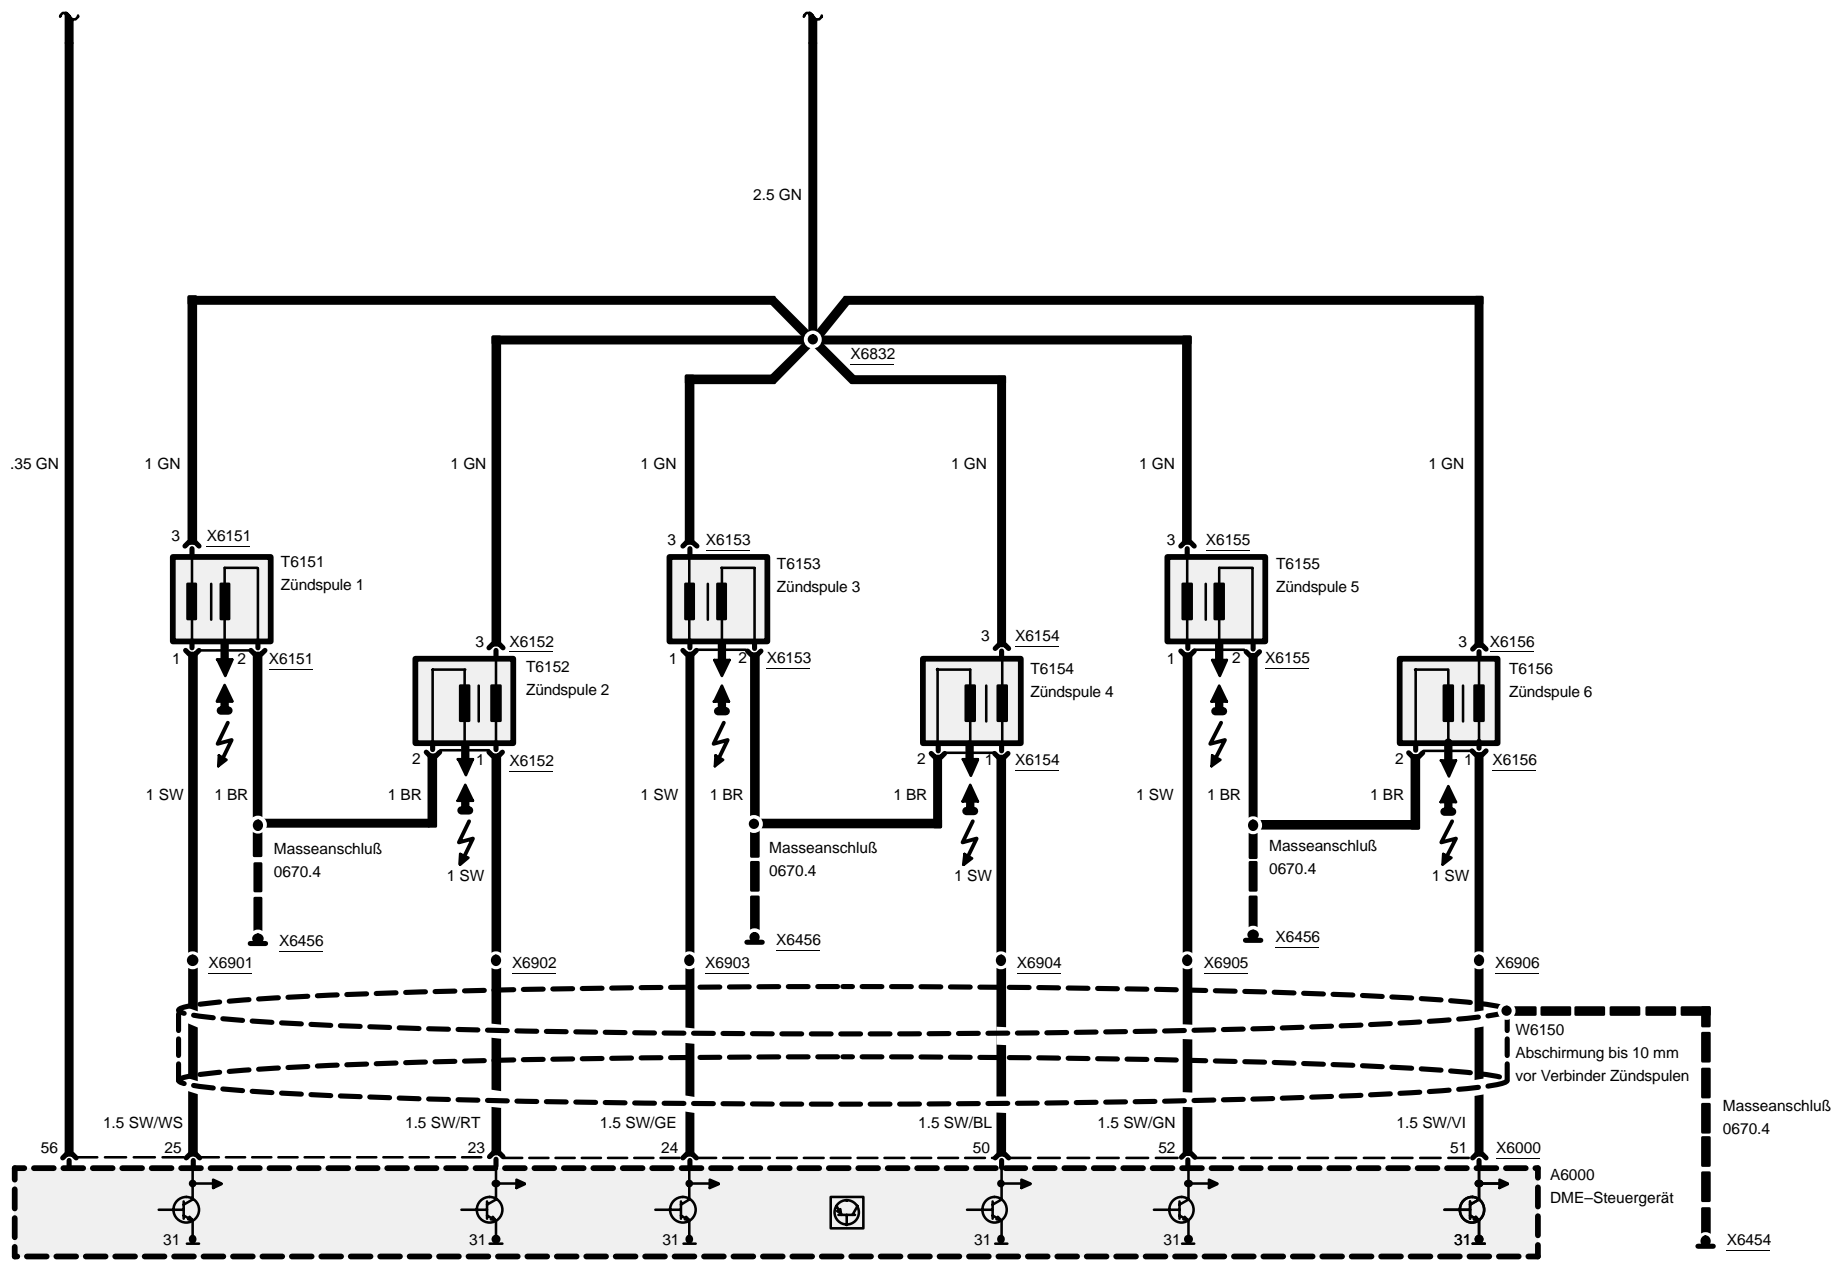 2.5 GN
X6832
.35 GN
1 GN
1 GN
1 GN
1 GN
1 GN
1 GN
3 X6151
3 X6153
3 X6155
T6151
Zündspule 1
T6153
Zündspule 3
T6155
Zündspule 5
3 X6152
3 X6154
3 X6156
1 2 X6151
1 2 X6153
1 2 X6155
T6152
Zündspule 2
T6154
Zündspule 4
T6156
Zündspule 6
2 1 X6152
2 1 X6154
2 1 X6156
1 SW
1 BR
1 BR
1 SW
1 BR
1 BR
1 SW
1 BR
1 BR
Masseanschluß
0670.4
Masseanschluß
0670.4
Masseanschluß
0670.4
1 SW
1 SW
1 SW
X6456
X6456
X6456
X6901
X6902
X6903
X6904
X6905
X6906
W6150
Abschirmung bis 10 mm
vor Verbinder Zündspulen
Masseanschluß
0670.4
1.5 SW/WS
1.5 SW/RT
1.5 SW/GE
1.5 SW/BL
1.5 SW/GN
1.5 SW/VI
56
25
23
24
50
52
51
X6000
A6000
DME–Steuergerät
31
31
31
31
31
31
X6454